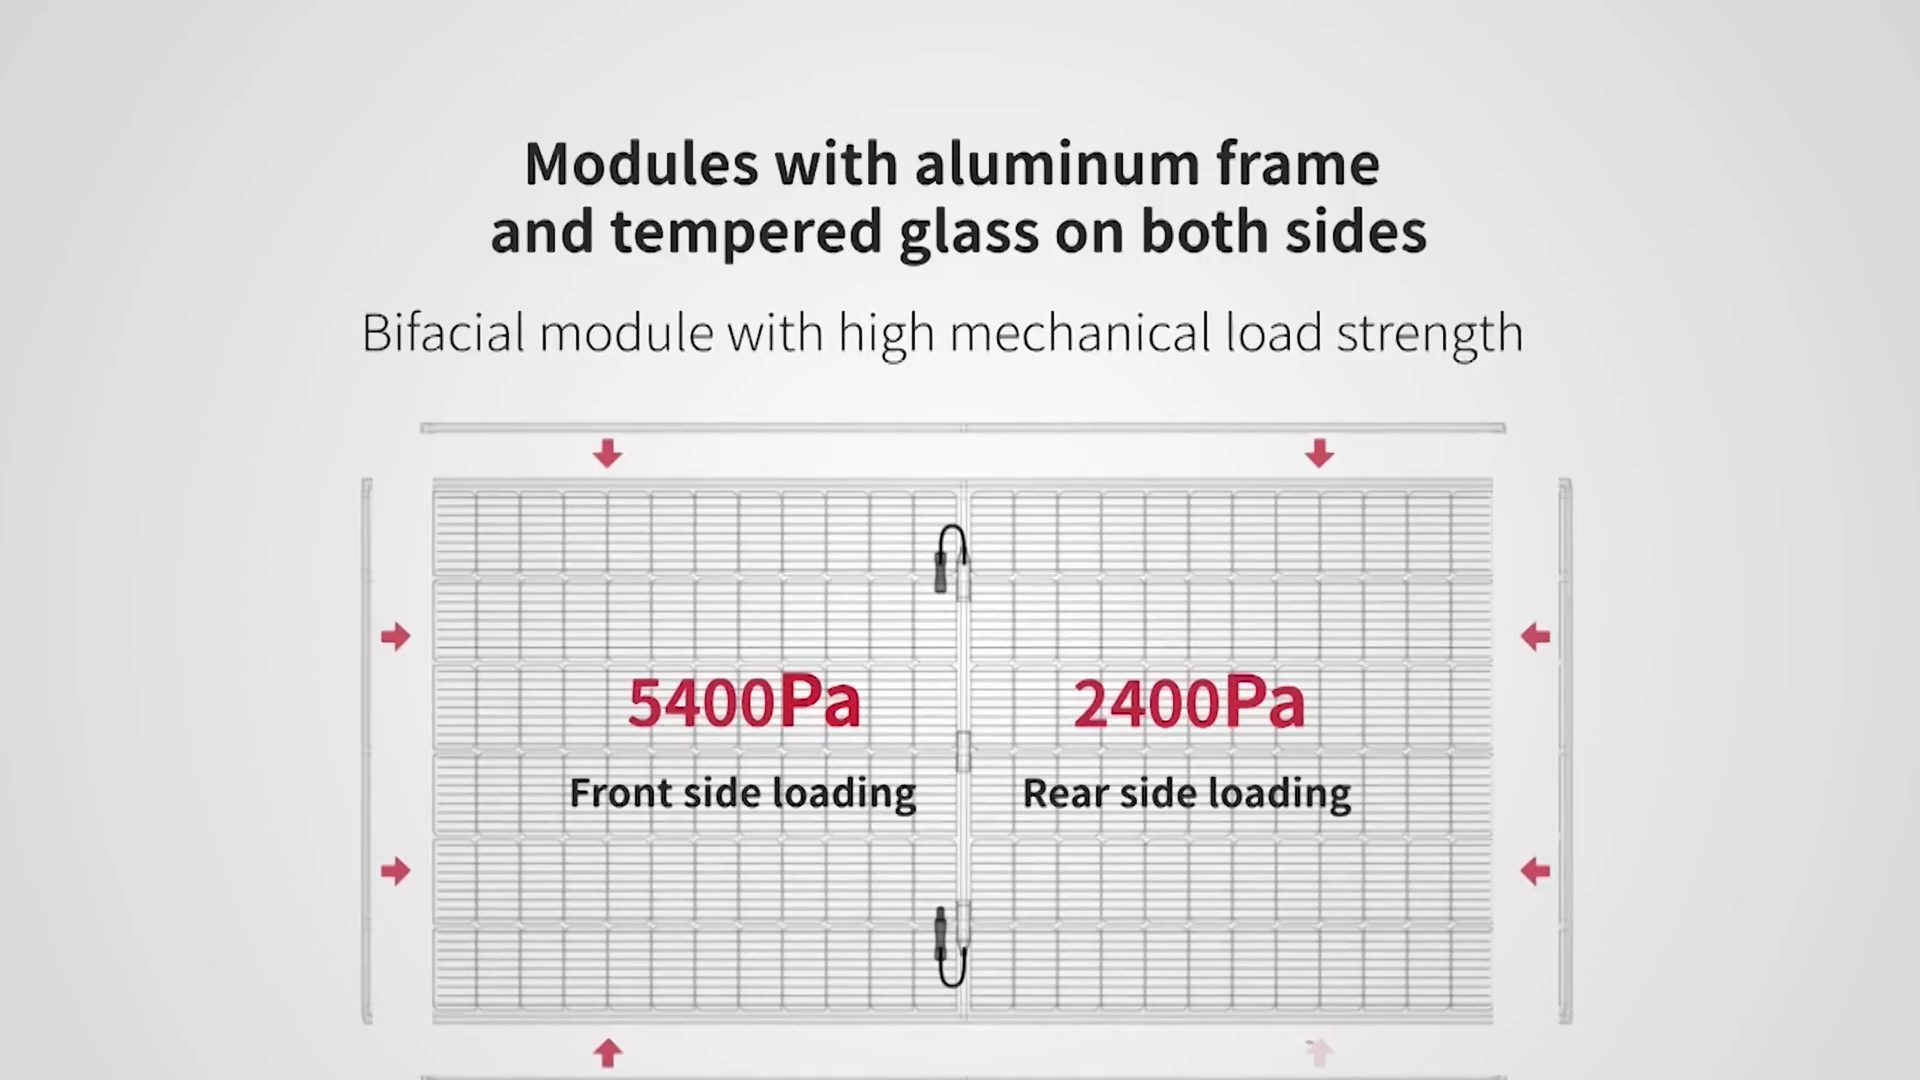 Modules with aluminum frame
and tempered glass on both sides
Bifacial module with high mechanical load strength
5400Pa 2400Pa
Front side loading Rear side loading